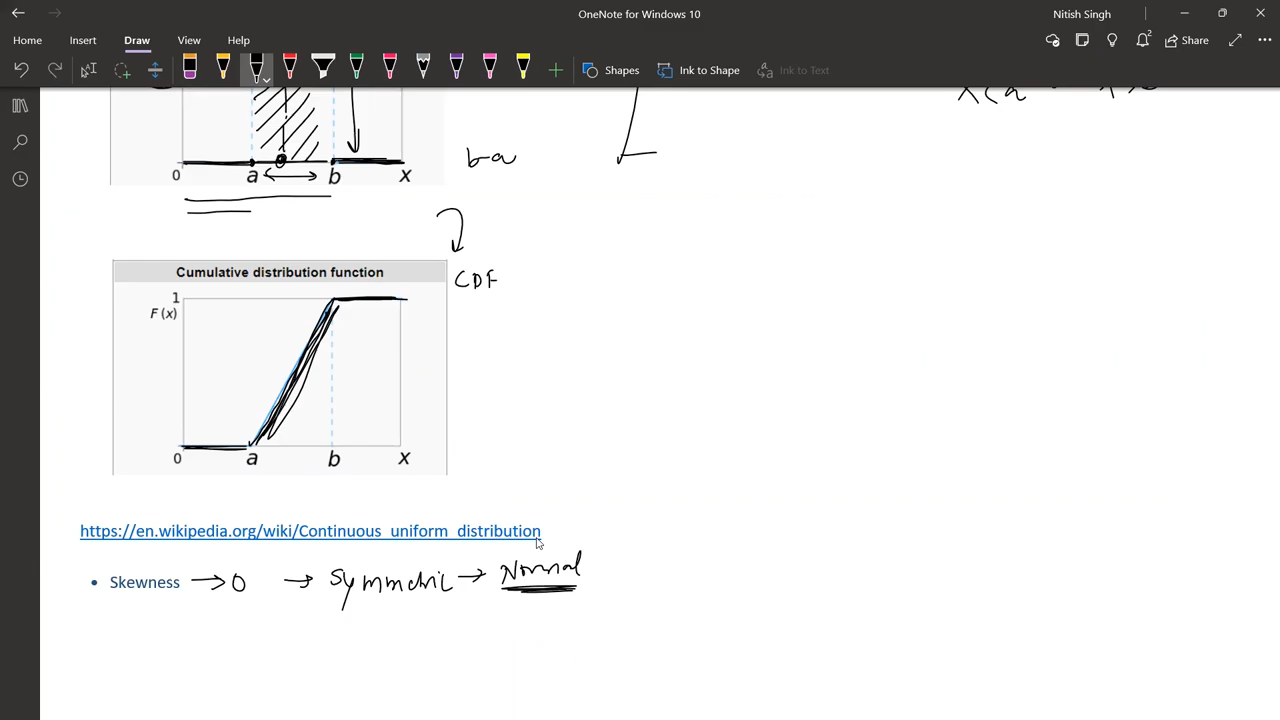 OneNote for Windows 10
Nitish Singh
Home Insert Draw View Help
Share
Shapes
Ink to Shape
Ink to Text
0 a b x
b-a
Cumulative distribution function
CDF
1
F (x)
0 a b x
https://en.wikipedia.org/wiki/Continuous_uniform_distribution
• Skewness → 0 → Symmetric → Normal